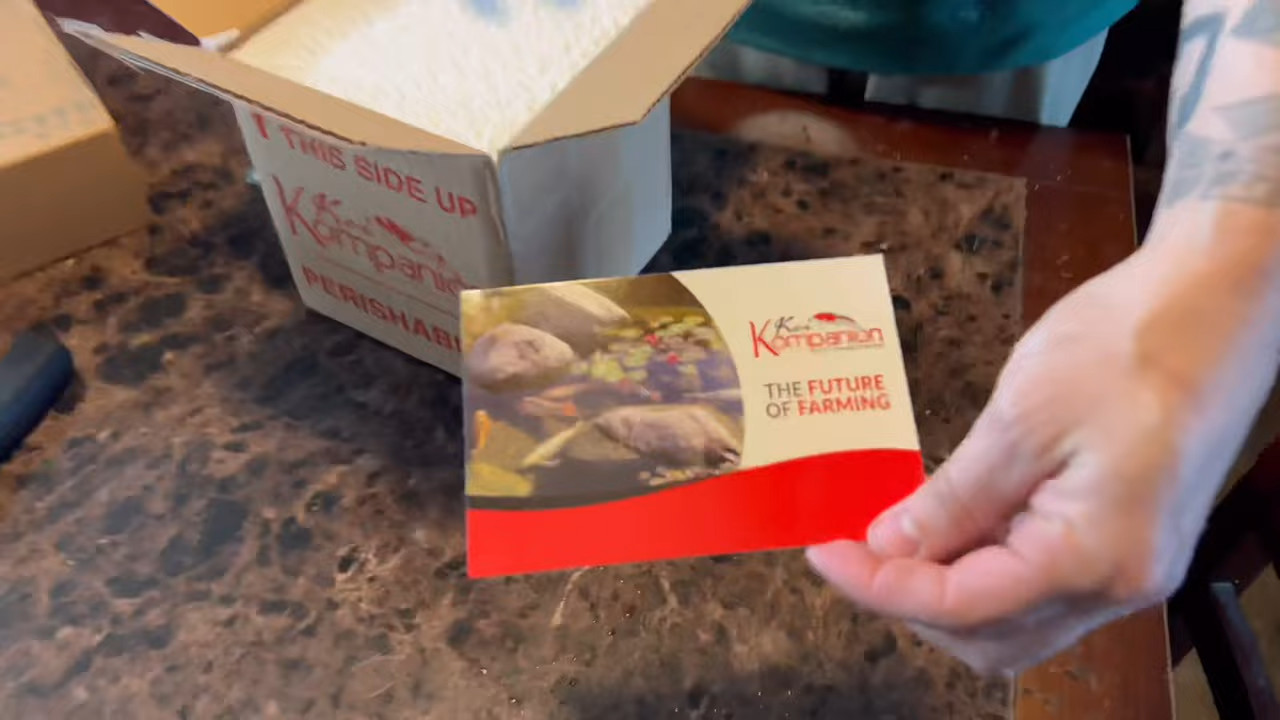 THIS SIDE UP
Koi
Kompanion
PERISHAB
Koi
Kompanion
THE FUTURE
OF FARMING